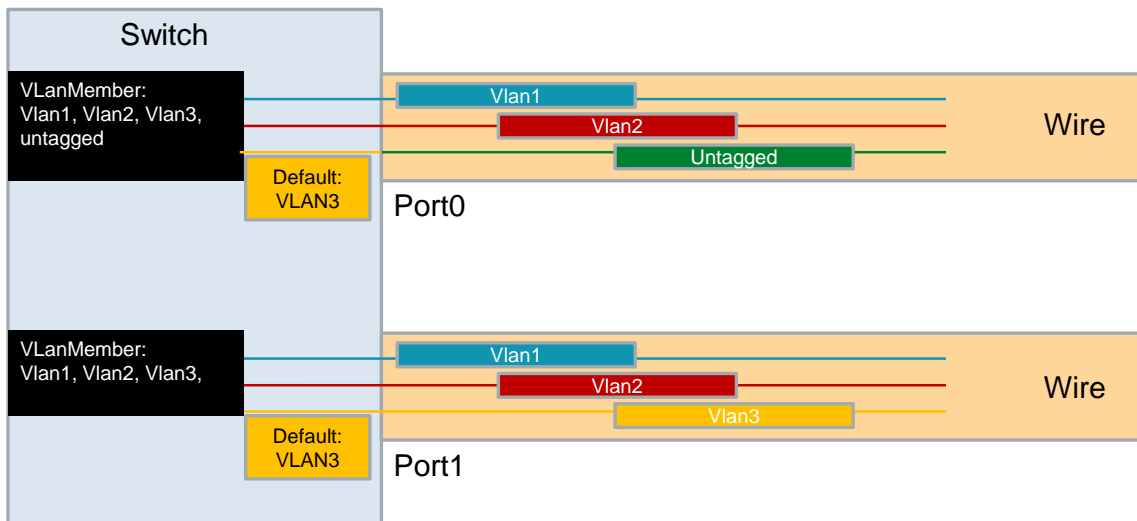 Switch
VLanMember:
Vlan1, Vlan2, Vlan3,
untagged
Default:
VLAN3
Vlan1
Vlan2
Untagged
Wire
Port0
VLanMember:
Vlan1, Vlan2, Vlan3,
Default:
VLAN3
Vlan1
Vlan2
Vlan3
Wire
Port1